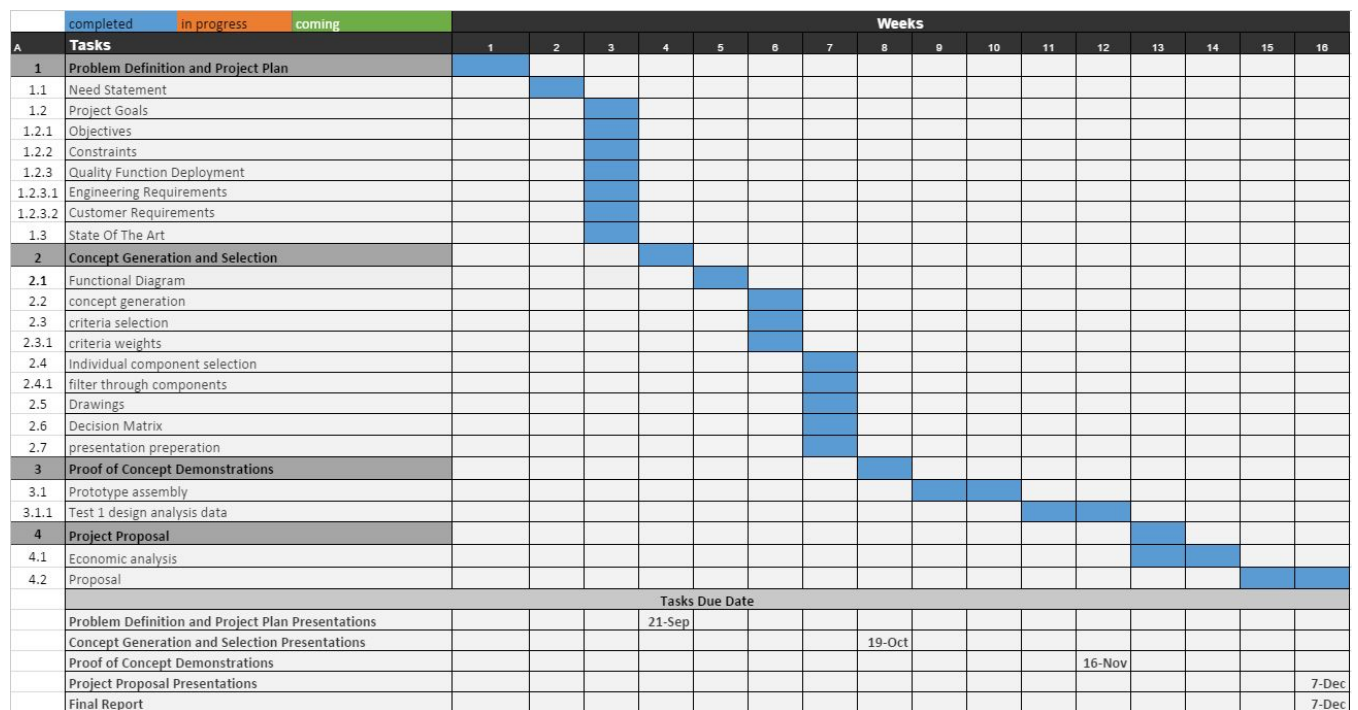 completed in progress coming Weeks
A Tasks 1 2 3 4 5 6 7 8 9 10 11 12 13 14 15 16
1 Problem Definition and Project Plan
1.1 Need Statement
1.2 Project Goals
1.2.1 Objectives
1.2.2 Constraints
1.2.3 Quality Function Deployment
1.2.3.1 Engineering Requirements
1.2.3.2 Customer Requirements
1.3 State Of The Art
2 Concept Generation and Selection
2.1 Functional Diagram
2.2 concept generation
2.3 criteria selection
2.3.1 criteria weights
2.4 Individual component selection
2.4.1 filter through components
2.5 Drawings
2.6 Decision Matrix
2.7 presentation preperation
3 Proof of Concept Demonstrations
3.1 Prototype assembly
3.1.1 Test 1 design analysis data
4 Project Proposal
4.1 Economic analysis
4.2 Proposal
Tasks Due Date
Problem Definition and Project Plan Presentations 21-Sep
Concept Generation and Selection Presentations 19-Oct
Proof of Concept Demonstrations 16-Nov
Project Proposal Presentations 7-Dec
Final Report 7-Dec